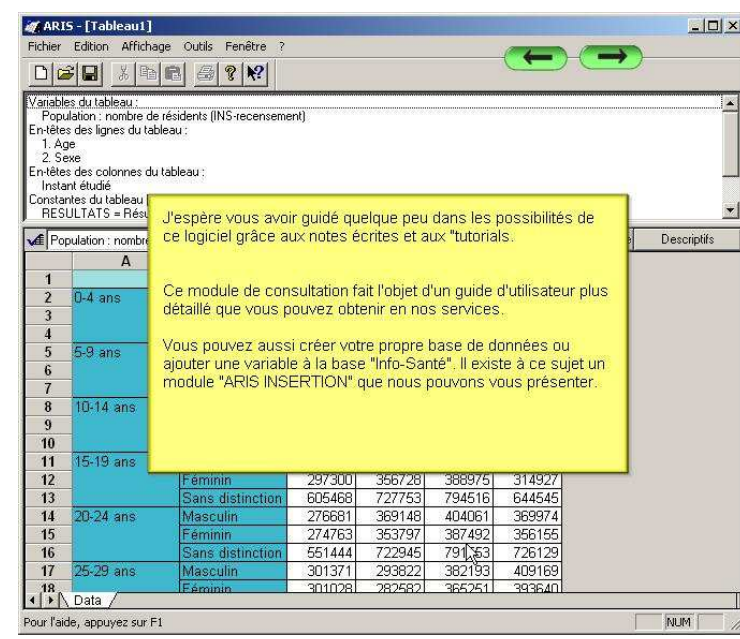 ARIS - [Tableau1]
Fichier Edition Affichage Outils Fenêtre ?
Variables du tableau :
Population : nombre de résidents (INS-recensement)
En-têtes des lignes du tableau :
1. Age
2. Sexe
En-têtes des colonnes du tableau :
Instant étudié
Constantes du tableau
RESULTATS = Résu
J'espère vous avoir guidé quelque peu dans les possibilités de
ce logiciel grâce aux notes écrites et aux "tutorials.
Ce module de consultation fait l'objet d'un guide d'utilisateur plus
détaillé que vous pouvez obtenir en nos services.
Vous pouvez aussi créer votre propre base de données ou
ajouter une variable à la base "Info-Santé". Il existe à ce sujet un
module "ARIS INSERTION" que nous pouvons vous présenter.
Population : nombre Descriptifs
A
1
2 0-4 ans
3
4
5 5-9 ans
6
7
8 10-14 ans
9
10
11 15-19 ans
12 Féminin 297300 356728 388975 314927
13 Sans distinction 605468 727753 794516 644545
14 20-24 ans Masculin 276681 369148 404061 369974
15 Féminin 274763 353797 387492 356155
16 Sans distinction 551444 722945 726129
17 25-29 ans Masculin 301371 293822 382193 409169
18 Féminin 301028 282582 365251 393640
Data
Pour l'aide, appuyez sur F1 NUM